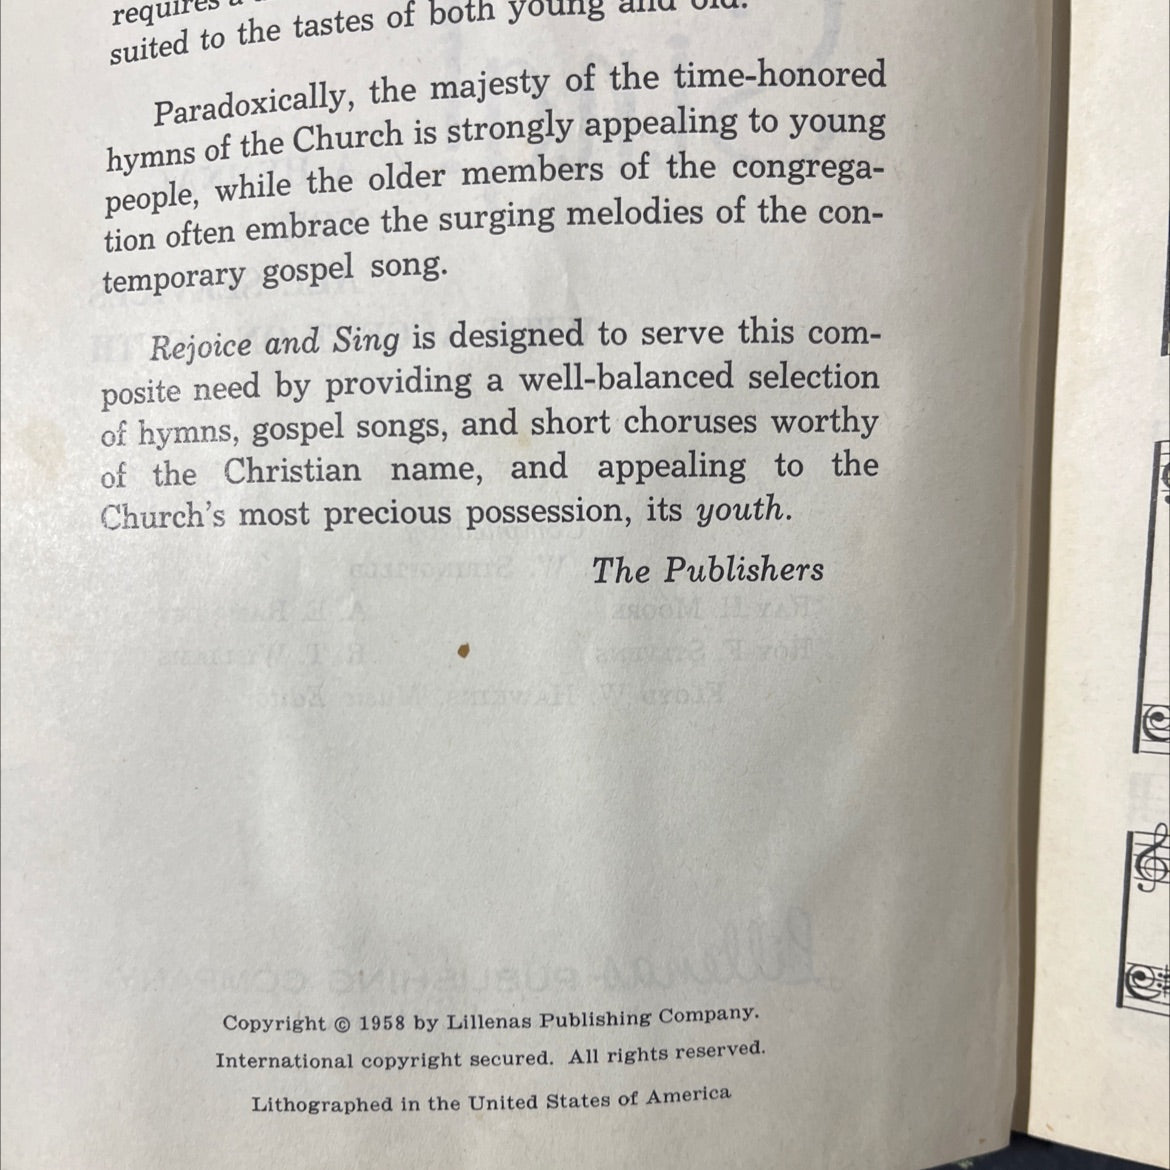 requires a
suited to the tastes of both young and old.
Paradoxically, the majesty of the time-honored
hymns of the Church is strongly appealing to young
people, while the older members of the congrega-
tion often embrace the surging melodies of the con-
temporary gospel song.
Rejoice and Sing is designed to serve this com-
posite need by providing a well-balanced selection
of hymns, gospel songs, and short choruses worthy
of the Christian name, and appealing to the
Church's most precious possession, its youth.
The Publishers
Copyright © 1958 by Lillenas Publishing Company.
International copyright secured. All rights reserved.
Lithographed in the United States of America